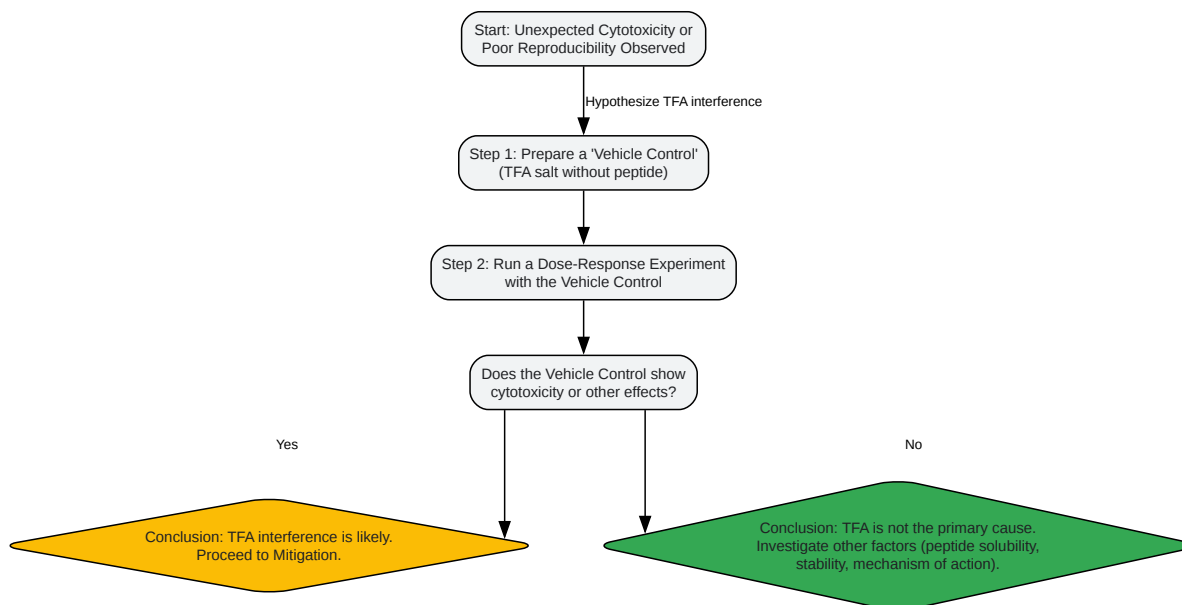 Start: Unexpected Cytotoxicity or
Poor Reproducibility Observed
Hypothesize TFA interference
Step 1: Prepare a 'Vehicle Control'
(TFA salt without peptide)
Step 2: Run a Dose-Response Experiment
with the Vehicle Control
Does the Vehicle Control show
cytotoxicity or other effects?
Yes
No
Conclusion: TFA interference is likely.
Proceed to Mitigation.
Conclusion: TFA is not the primary cause.
Investigate other factors (peptide solubility,
stability, mechanism of action).